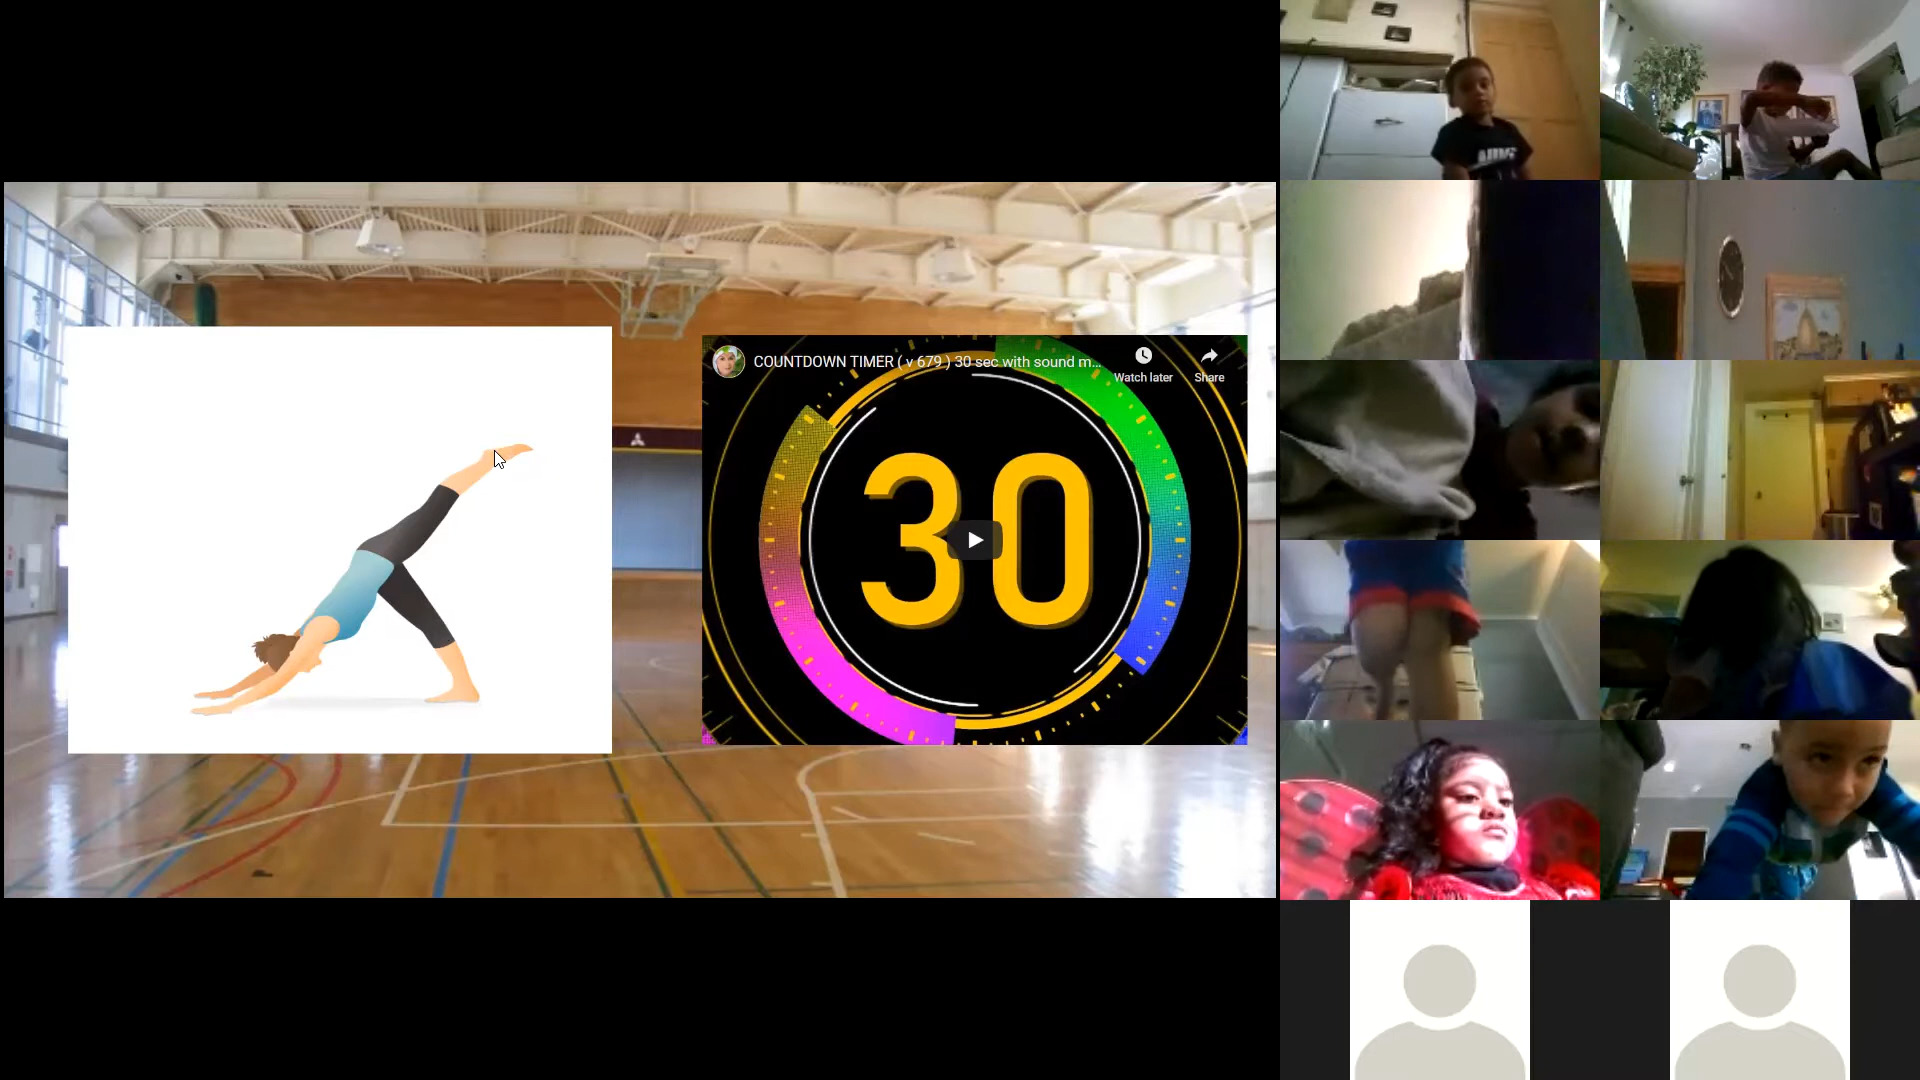 COUNTDOWN TIMER ( v 679 ) 30 sec with sound m...
Watch later
Share
30